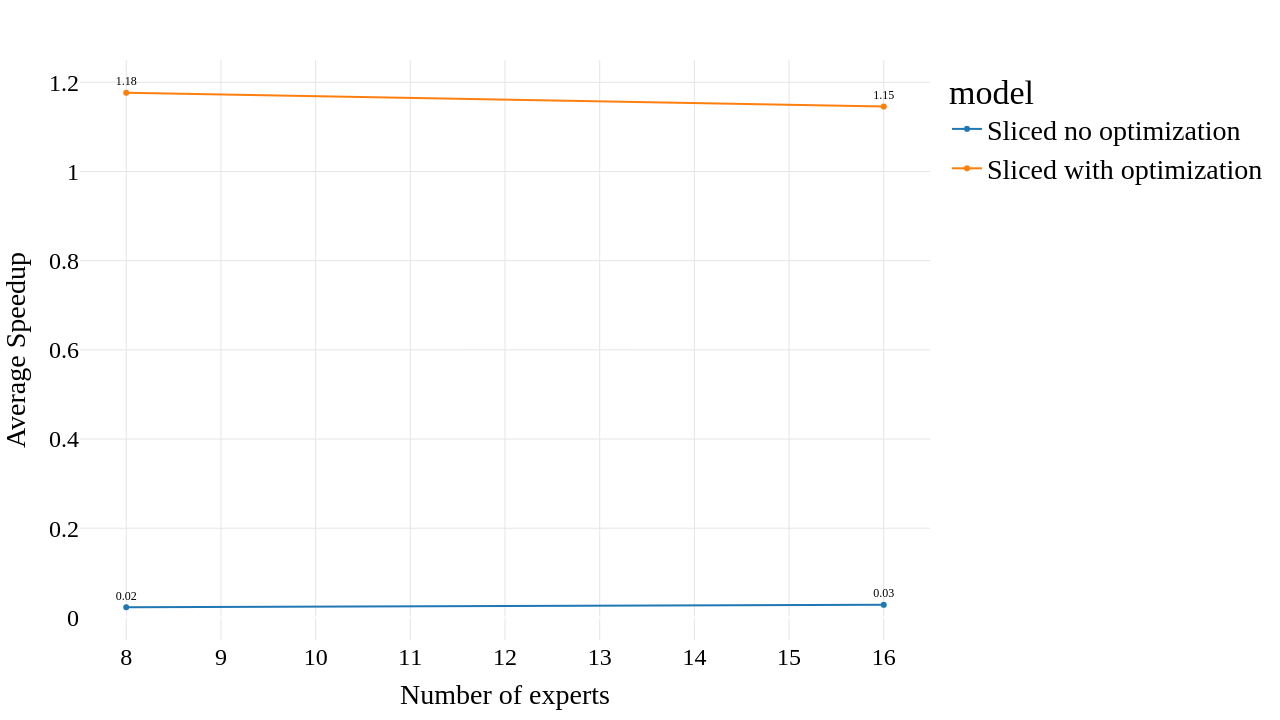 1.2
1
0.8
0.6
0.4
0.2
0
Average Speedup
1.18
1.15
0.02
0.03
8 9 10 11 12 13 14 15 16
Number of experts
model
Sliced no optimization
Sliced with optimization